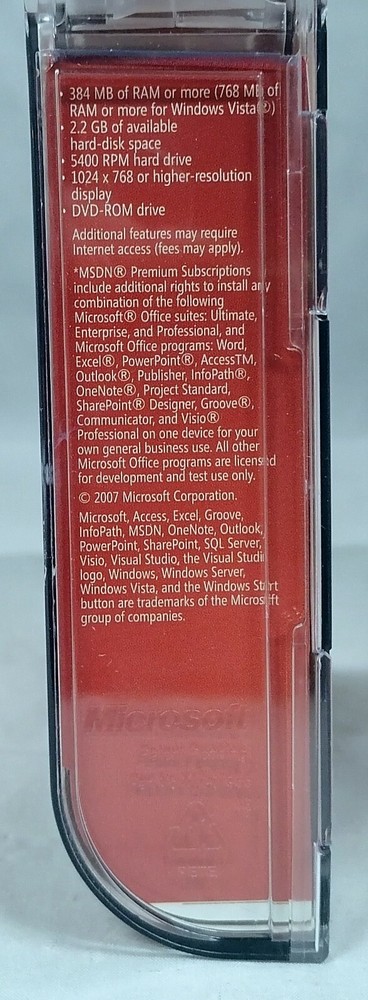 • 384 MB of RAM or more (768 MB of
RAM or more for Windows Vista®)
• 2.2 GB of available
hard-disk space
• 5400 RPM hard drive
• 1024 x 768 or higher-resolution
display
• DVD-ROM drive
Additional features may require
Internet access (fees may apply).
*MSDN® Premium Subscriptions
include additional rights to install any
combination of the following
Microsoft® Office suites: Ultimate,
Enterprise, and Professional, and
Microsoft Office programs: Word,
Excel®, PowerPoint®, AccessTM,
Outlook®, Publisher, InfoPath®,
OneNote®, Project Standard,
SharePoint® Designer, Groove®,
Communicator, and Visio®
Professional on one device for your
own general business use. All other
Microsoft Office programs are licensed
for development and test use only.
© 2007 Microsoft Corporation.
Microsoft, Access, Excel, Groove,
InfoPath, MSDN, OneNote, Outlook,
PowerPoint, SharePoint, SQL Server,
Visio, Visual Studio, the Visual Studio
logo, Windows, Windows Server,
Windows Vista, and the Windows Start
button are trademarks of the Microsoft
group of companies.
Microsoft